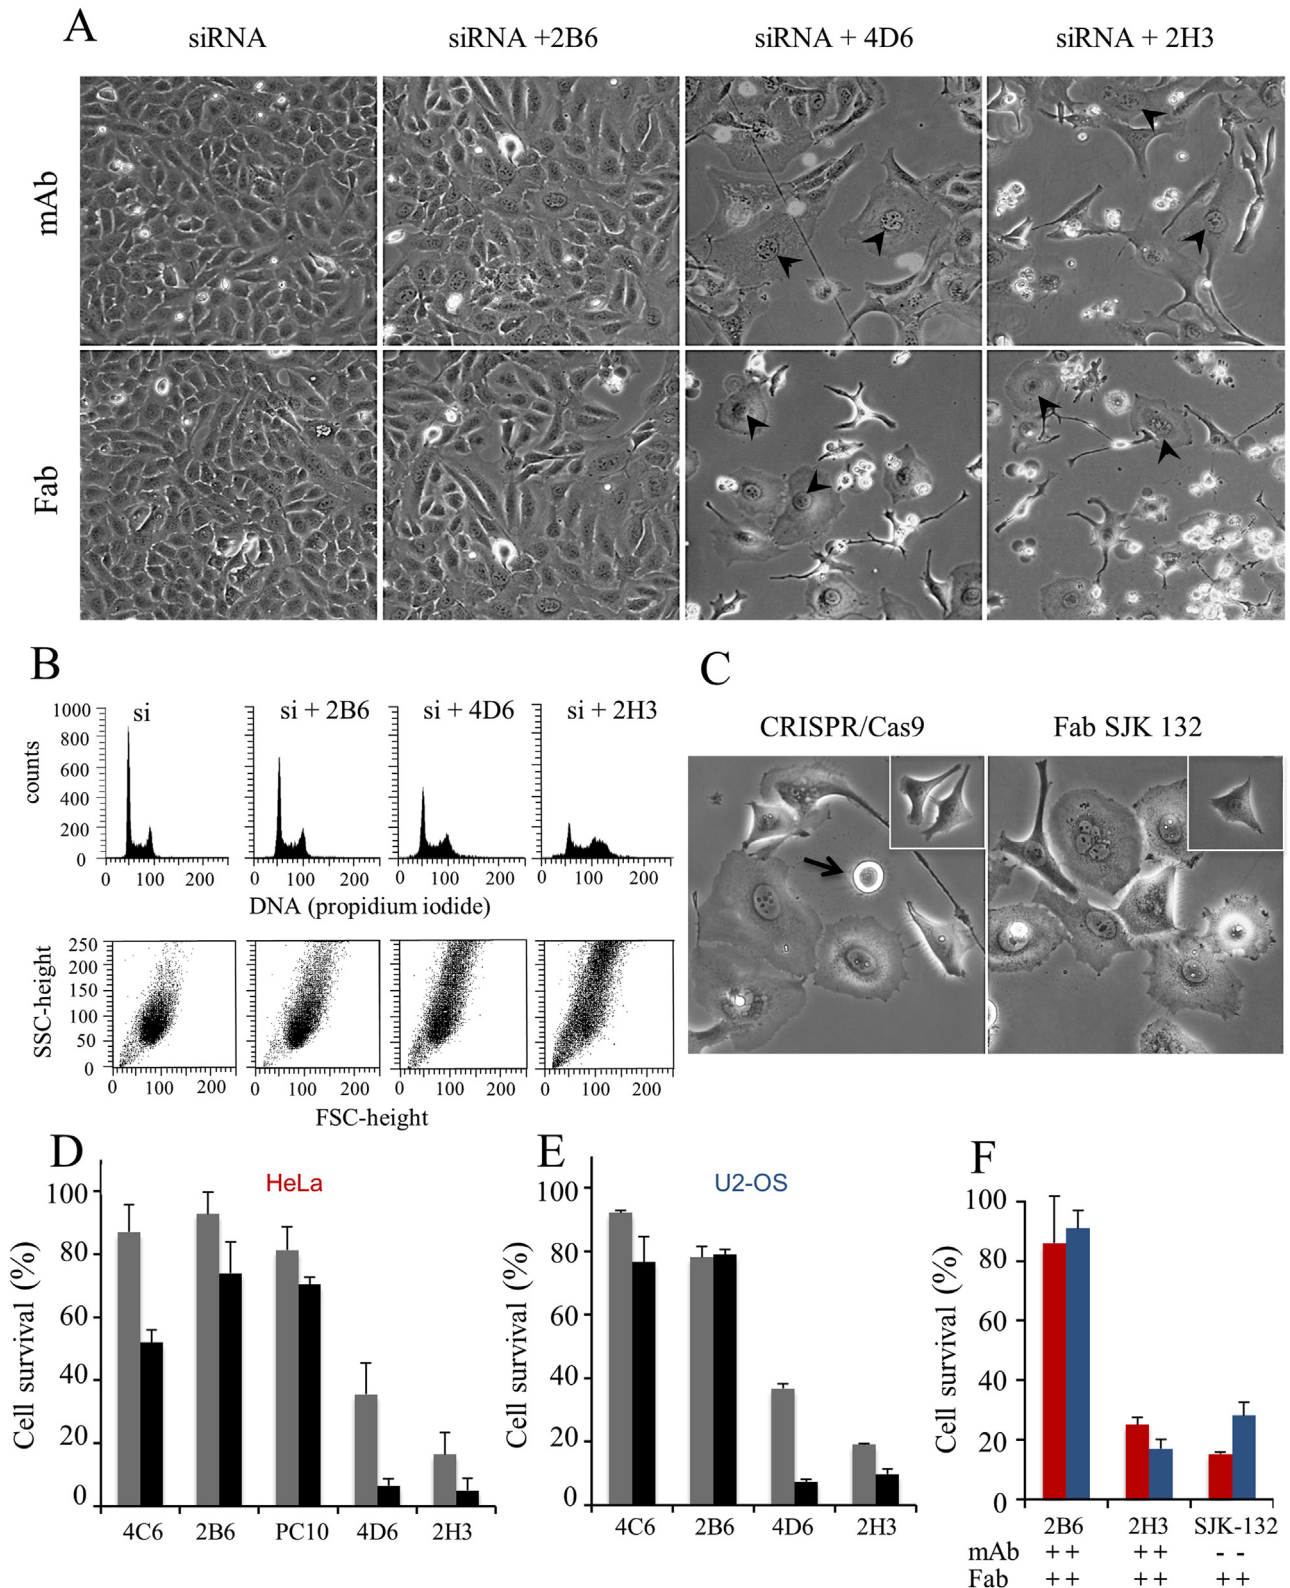 A
siRNA siRNA +2B6 siRNA + 4D6 siRNA + 2H3
mAb
Fab
B
si si + 2B6 si + 4D6 si + 2H3
counts
1000
800
600
400
200
0
0 100 200 0 100 200 0 100 200 0 100 200
DNA (propidium iodide)
SSC-height
250
200
150
100
50
0
0 100 200 0 100 200 0 100 200 0 100 200
FSC-height
C
CRISPR/Cas9 Fab SJK 132
D
HeLa
Cell survival (%)
100
80
60
40
20
0
4C6 2B6 PC10 4D6 2H3
E
U2-OS
Cell survival (%)
100
80
60
40
20
0
4C6 2B6 4D6 2H3
F
Cell survival (%)
100
80
60
40
20
0
2B6 2H3 SJK-132
mAb + + + + - -
Fab + + + + + +